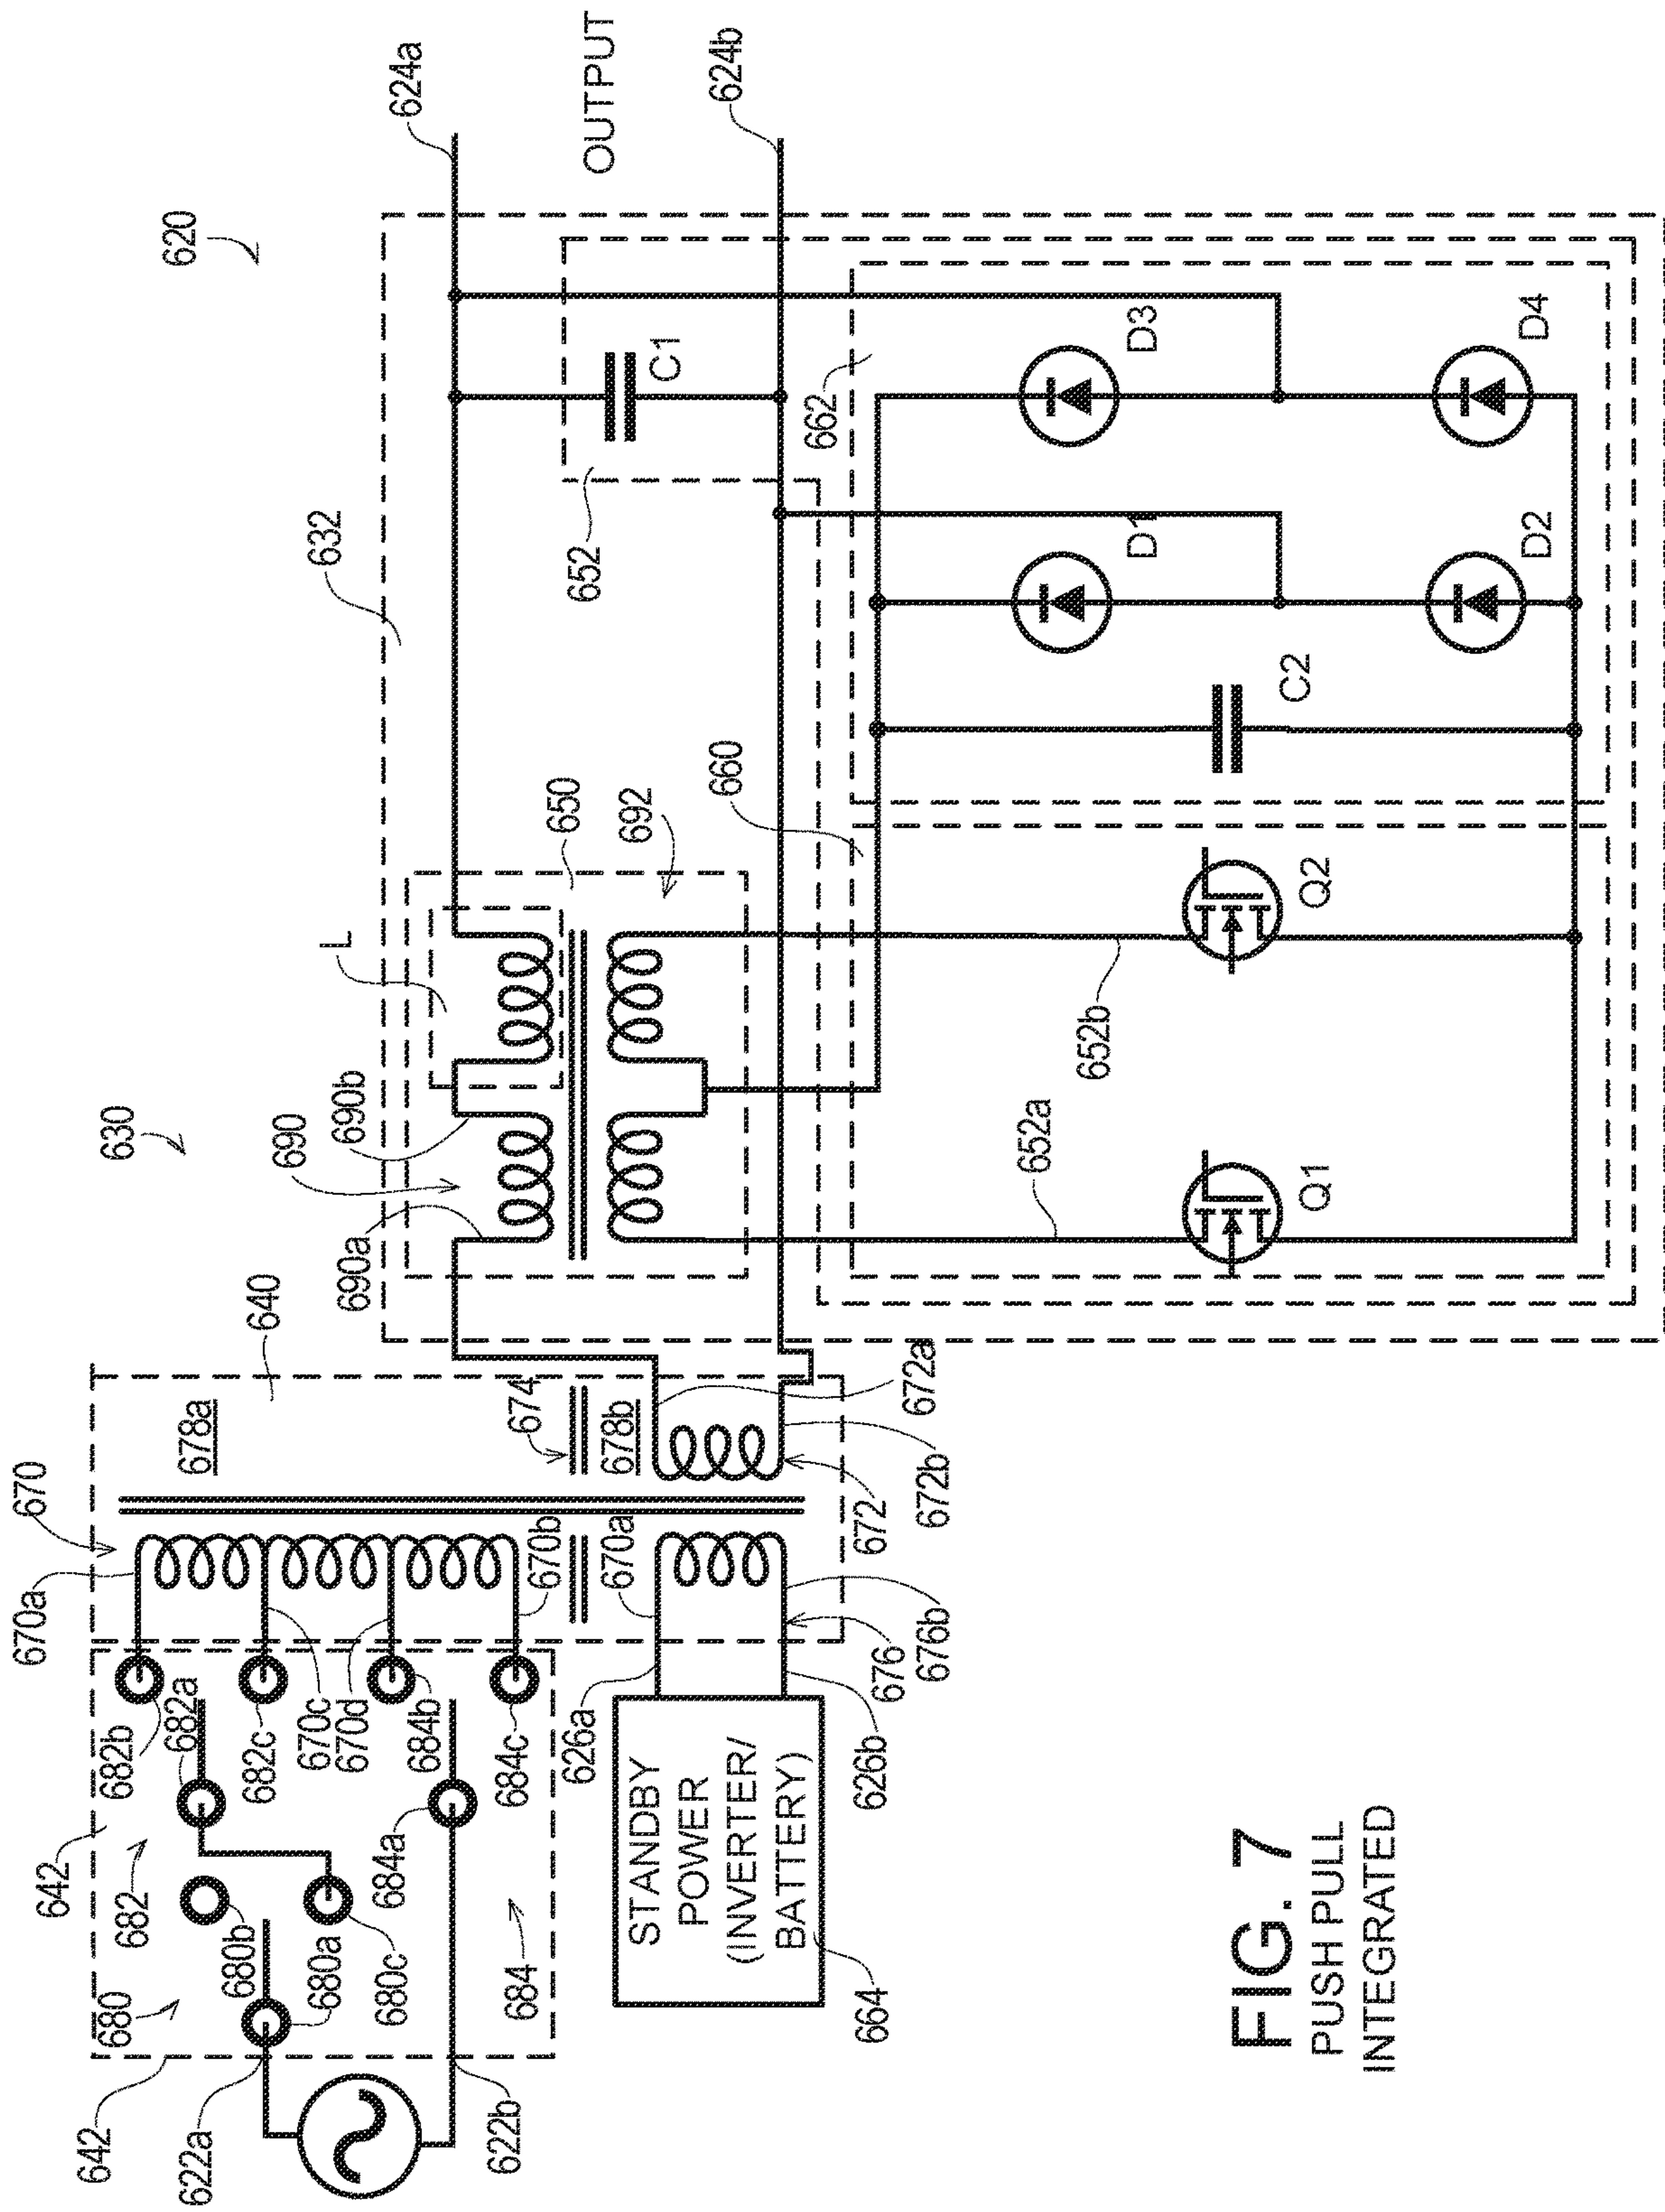 620
624a
OUTPUT
624b
632
652
C1
662
D3
D4
D1
D2
C2
630
L
650
692
660
690
690b
690a
652b
652a
Q2
Q1
640
678a
674
678b
672a
672b
672
670
670a
670b
670a
676
676b
642
682b
682a
682c
670c
670d
684b
684c
626a
626b
682
684a
680
680b
680a
680c
684
642
622a
622b
STANDBY
POWER
(INVERTER/
BATTERY)
664
FIG. 7
PUSH PULL
INTEGRATED